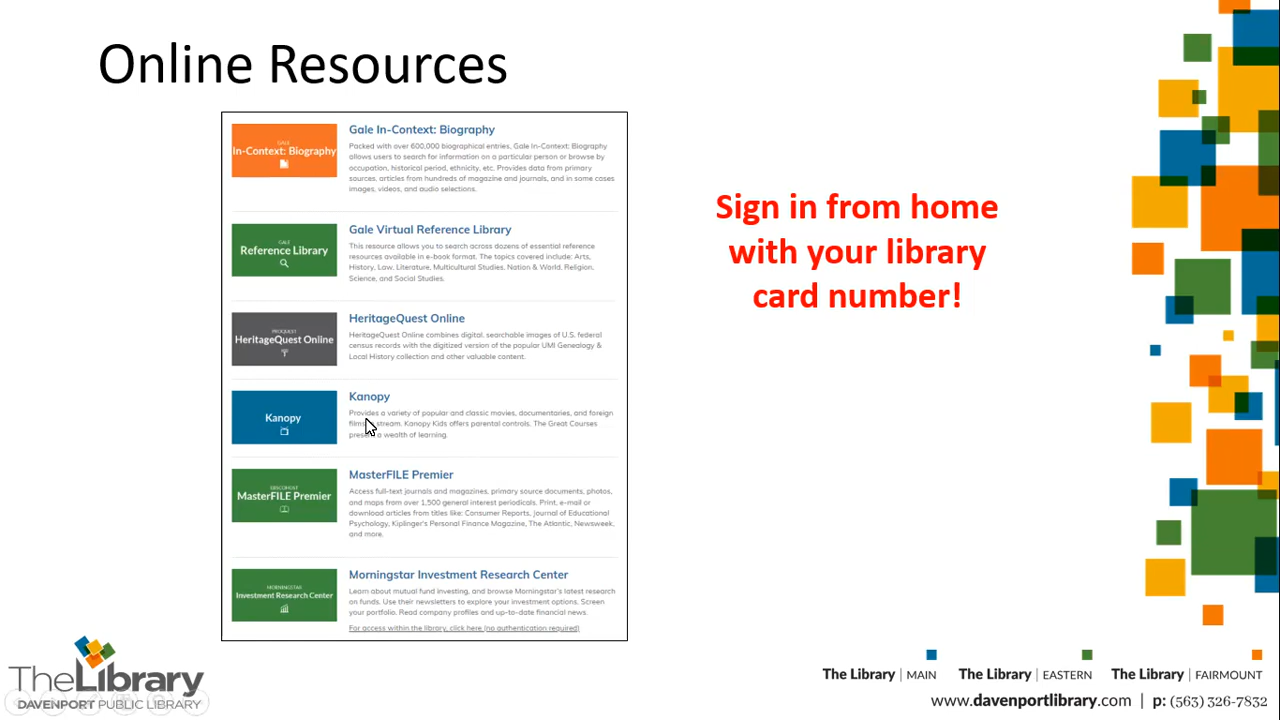 Online Resources
GALE
In-Context: Biography
Gale In-Context: Biography
Packed with over 600,000 biographical entries, Gale In-Context: Biography
allows users to search for information on a particular person or browse by
occupation, historical period, ethnicity, etc. Provides data from primary
sources, articles from hundreds of magazine and journals, and in some cases
images, videos, and audio selections.
GALE
Reference Library
Gale Virtual Reference Library
This resource allows you to search across dozens of essential reference
resources available in e-book format. The topics covered include: Arts,
History, Law, Literature, Multicultural Studies, Nation & World, Religion,
Science, and Social Studies.
PROQUEST
HeritageQuest Online
HeritageQuest Online
HeritageQuest Online combines digital, searchable images of U.S. federal
census records with the digitized version of the popular UMI Genealogy &
Local History collection and other valuable content.
Kanopy
Kanopy
Provides a variety of popular and classic movies, documentaries, and foreign
films stream. Kanopy Kids offers parental controls. The Great Courses
a wealth of learning.
MasterFILE Premier
MasterFILE Premier
Access full-text journals and magazines, primary source documents, photos,
and maps from over 1,500 general interest periodicals. Print, e-mail or
download articles from titles like: Consumer Reports, Journal of Educational
Psychology, Kiplinger's Personal Finance Magazine, The Atlantic, Newsweek,
and more.
MORNINGSTAR
Investment Research Center
Morningstar Investment Research Center
Learn about mutual fund investing, and browse Morningstar's latest research
on funds. Use their newsletters to explore your investment options. Screen
your portfolio. Read company profiles and up-to-date financial news.
For access within the library, click here (no authentication required)
Sign in from home
with your library
card number!
TheLibrary
DAVENPORT PUBLIC LIBRARY
The Library | MAIN The Library | EASTERN The Library | FAIRMOUNT
www.davenportlibrary.com | p: (563) 326-7832